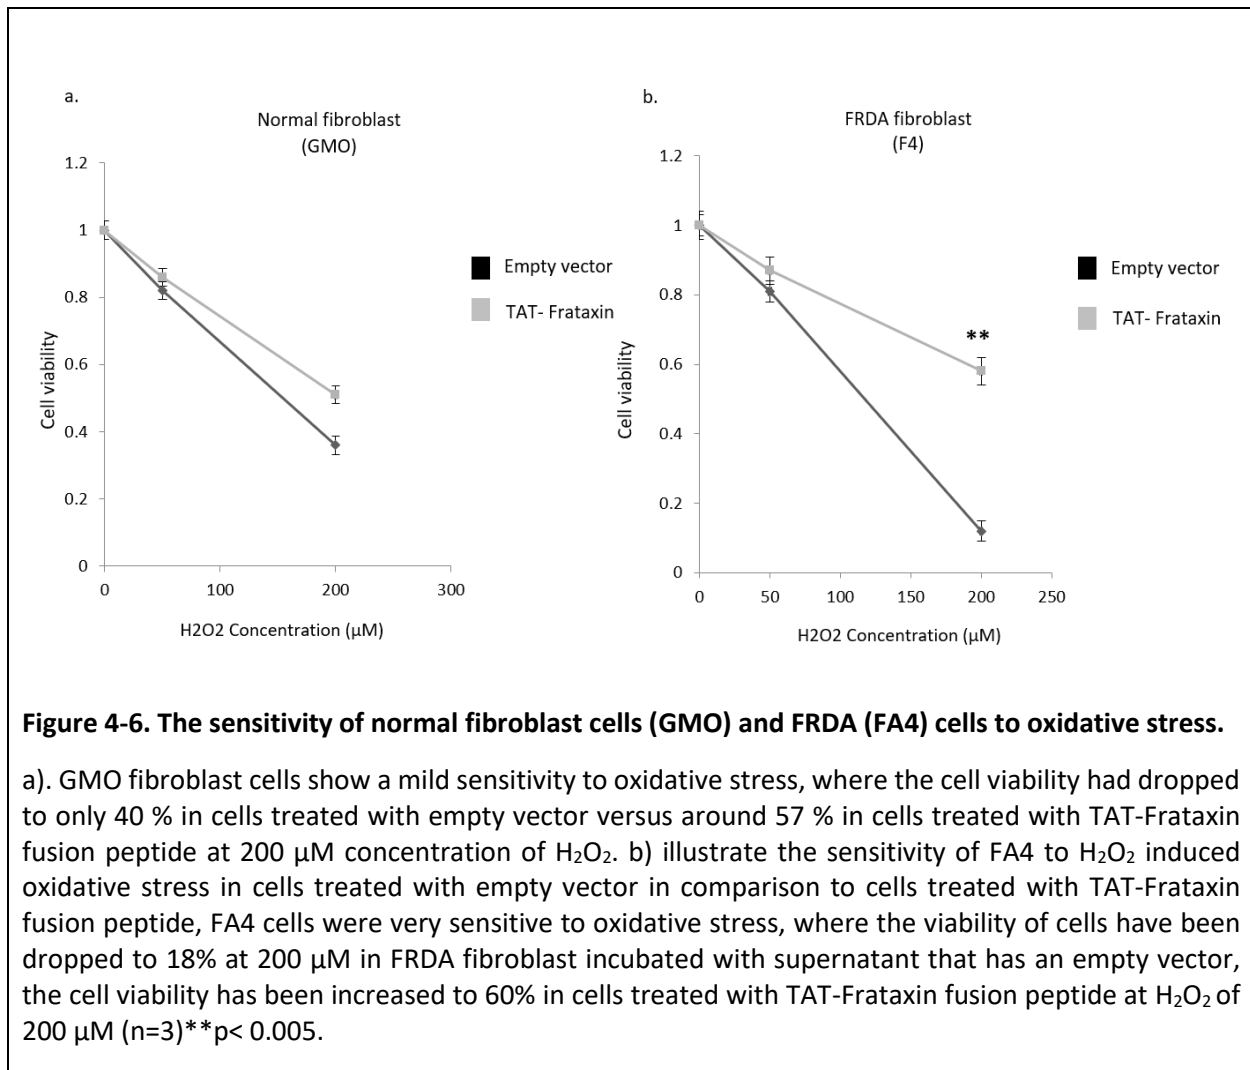 a.
Normal fibroblast
(GMO)
1.2
1
0.8
0.6
0.4
0.2
0
Cell viability
0 100 200 300
H2O2 Concentration (µM)
Empty vector
TAT- Frataxin
b.
FRDA fibroblast
(F4)
1.2
1
0.8
0.6
0.4
0.2
0
Cell viability
**
0 50 100 150 200 250
H2O2 Concentration (µM)
Empty vector
TAT- Frataxin
Figure 4-6. The sensitivity of normal fibroblast cells (GMO) and FRDA (FA4) cells to oxidative stress.
a). GMO fibroblast cells show a mild sensitivity to oxidative stress, where the cell viability had dropped
to only 40 % in cells treated with empty vector versus around 57 % in cells treated with TAT-Frataxin
fusion peptide at 200 µM concentration of H₂O₂. b) illustrate the sensitivity of FA4 to H₂O₂ induced
oxidative stress in cells treated with empty vector in comparison to cells treated with TAT-Frataxin
fusion peptide, FA4 cells were very sensitive to oxidative stress, where the viability of cells have been
dropped to 18% at 200 µM in FRDA fibroblast incubated with supernatant that has an empty vector,
the cell viability has been increased to 60% in cells treated with TAT-Frataxin fusion peptide at H₂O₂ of
200 µM (n=3)**p< 0.005.